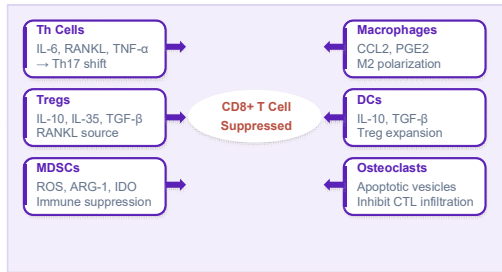 Th Cells
IL-6, RANKL, TNF-α
→ Th17 shift
Tregs
IL-10, IL-35, TGF-β
RANKL source
MDSCs
ROS, ARG-1, IDO
Immune suppression
CD8+ T Cell
Suppressed
Macrophages
CCL2, PGE2
M2 polarization
DCs
IL-10, TGF-β
Treg expansion
Osteoclasts
Apoptotic vesicles
Inhibit CTL infiltration